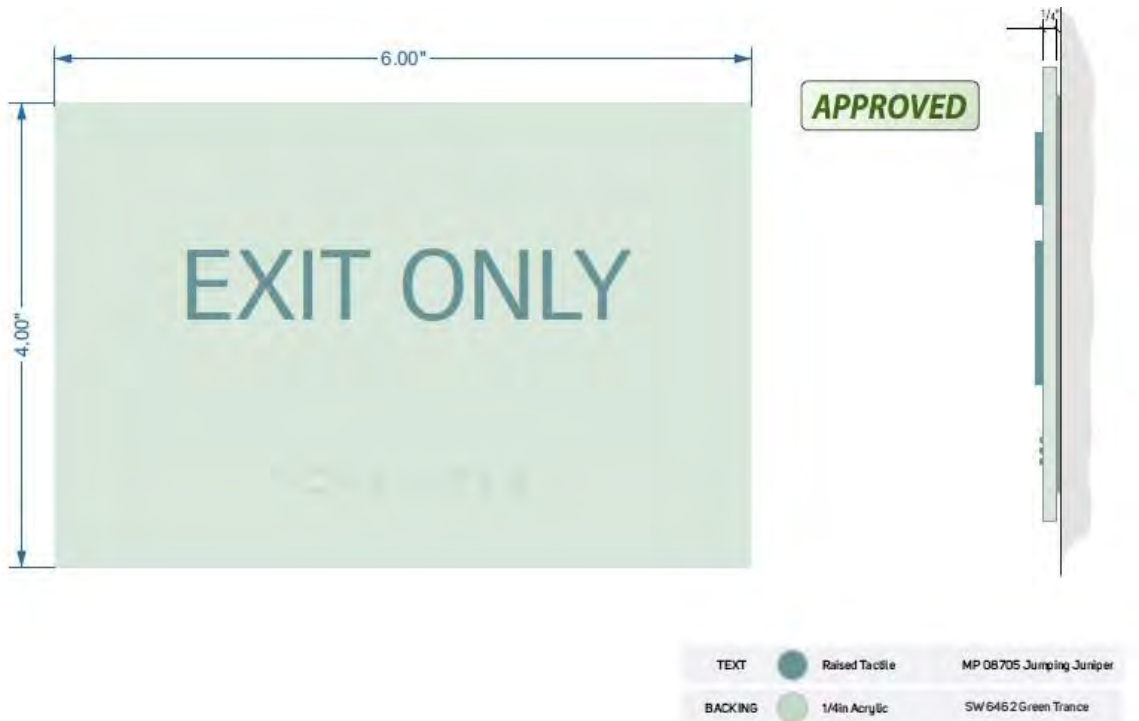 1/4"
6.00"
APPROVED
EXIT ONLY
4.00"
TEXT Raised Tactile MP 08705 Jumping Juniper
BACKING 1/4in Acrylic SW 6462 Green Trance